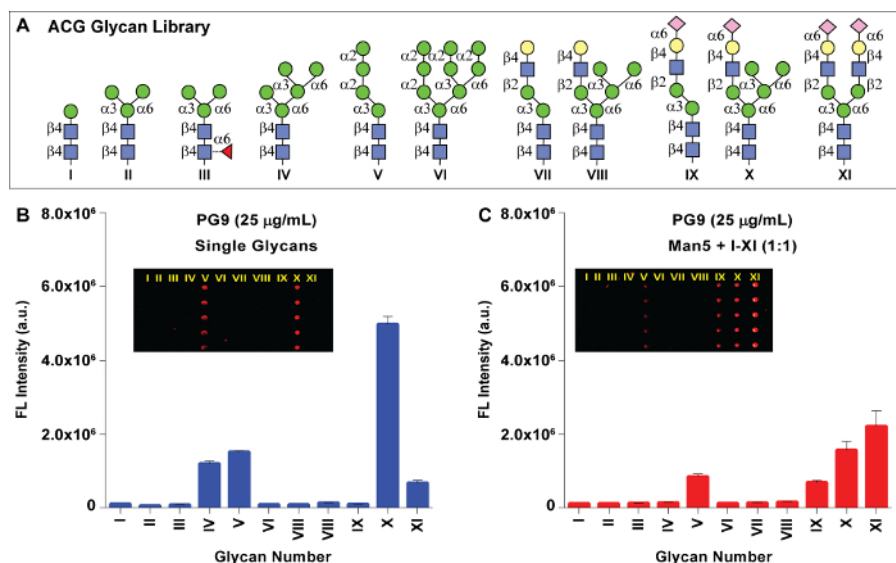 A ACG Glycan Library
α6 α6 α6 α6
α2 β4 β4 β4 β4 β4 β4
α2 α2 α2
α2 α2 α2 β2 β2 β2 β2 β2 β2
α3 α6 α3 α6
α3 α6 α3 α6 α3 α6 α3 α3 α6 α3 α3 α6 α3 α3 α6 α3 α6
β4 β4 β4 β4 β4 β4 β4 β4 β4 β4 β4
α6
β4 β4 β4 β4 β4 β4 β4 β4 β4 β4 β4
I II III IV V VI VII VIII IX X XI
B
PG9 (25 μg/mL)
Single Glycans
I II III IV V VI VII VIII IX X XI
FL Intensity (a.u.)
8.0x10⁶
6.0x10⁶
4.0x10⁶
2.0x10⁶
0
I II III IV V VI VIII VIII IX X XI
Glycan Number
C
PG9 (25 μg/mL)
Man5 + I-XI (1:1)
I II III IV V VI VII VIII IX X XI
FL Intensity (a.u.)
8.0x10⁶
6.0x10⁶
4.0x10⁶
2.0x10⁶
0
I II III IV V VI VII VIII IX X XI
Glycan Number